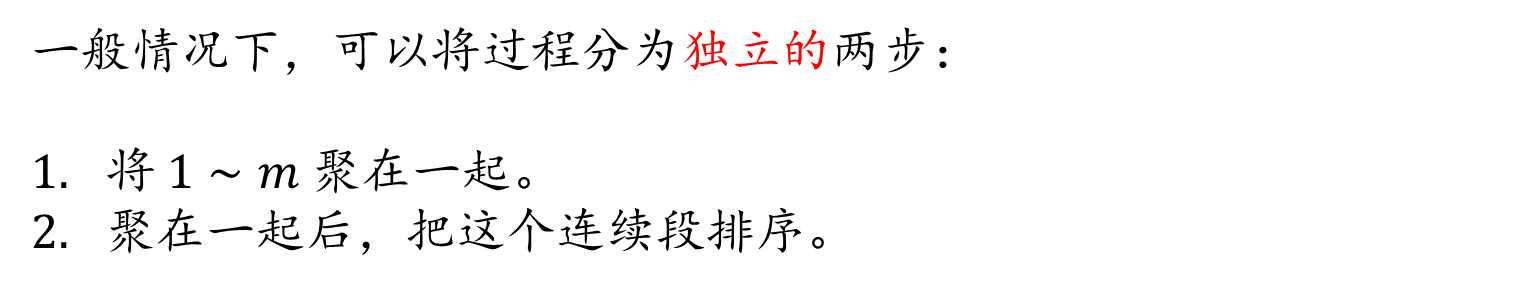 一般情况下，可以将过程分为独立的两步：
1. 将 1 ~ m 聚在一起。
2. 聚在一起后，把这个连续段排序。